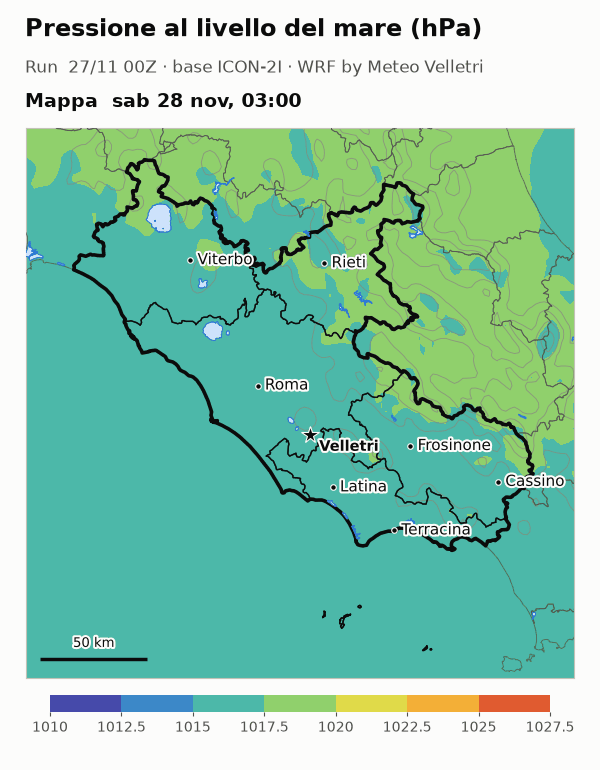 Pressione al livello del mare (hPa)
Run  27/11 00Z · base ICON-2I · WRF by Meteo Velletri
Mappa  sab 28 nov, 03:00
Viterbo
Rieti
Roma
Velletri
Frosinone
Latina
Cassino
Terracina
50 km
1010 1012.5 1015 1017.5 1020 1022.5 1025 1027.5